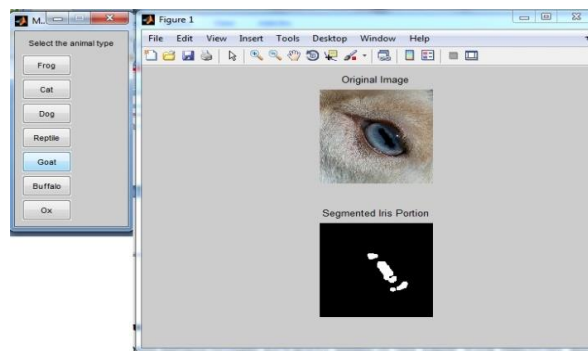 M...
Select the animal type
Frog
Cat
Dog
Reptile
Goat
Buffalo
Ox
Figure 1
File Edit View Insert Tools Desktop Window Help
Original Image
Segmented Iris Portion